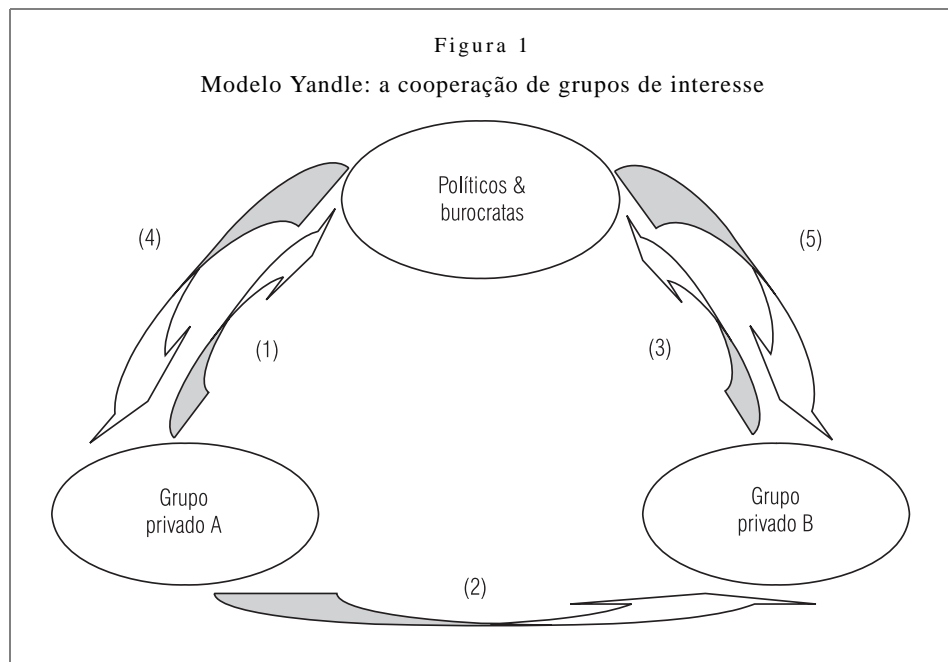 Figura 1
Modelo Yandle: a cooperação de grupos de interesse
Políticos &
burocratas
(4)
(5)
(1)
(3)
Grupo
privado A
Grupo
privado B
(2)